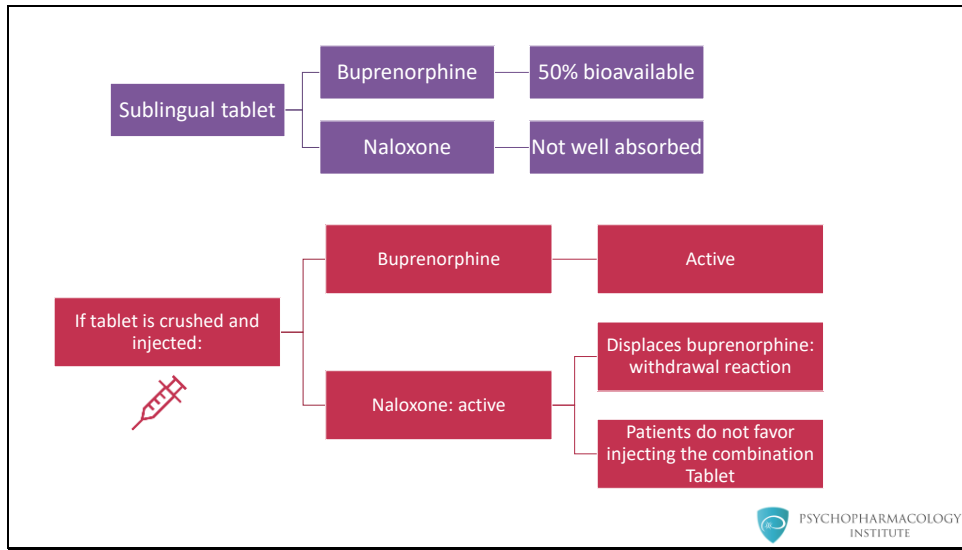 Buprenorphine
50% bioavailable
Sublingual tablet
Naloxone
Not well absorbed
Buprenorphine
Active
If tablet is crushed and
injected:
Displaces buprenorphine:
withdrawal reaction
Naloxone: active
Patients do not favor
injecting the combination
Tablet
PSYCHOPHARMACOLOGY
INSTITUTE